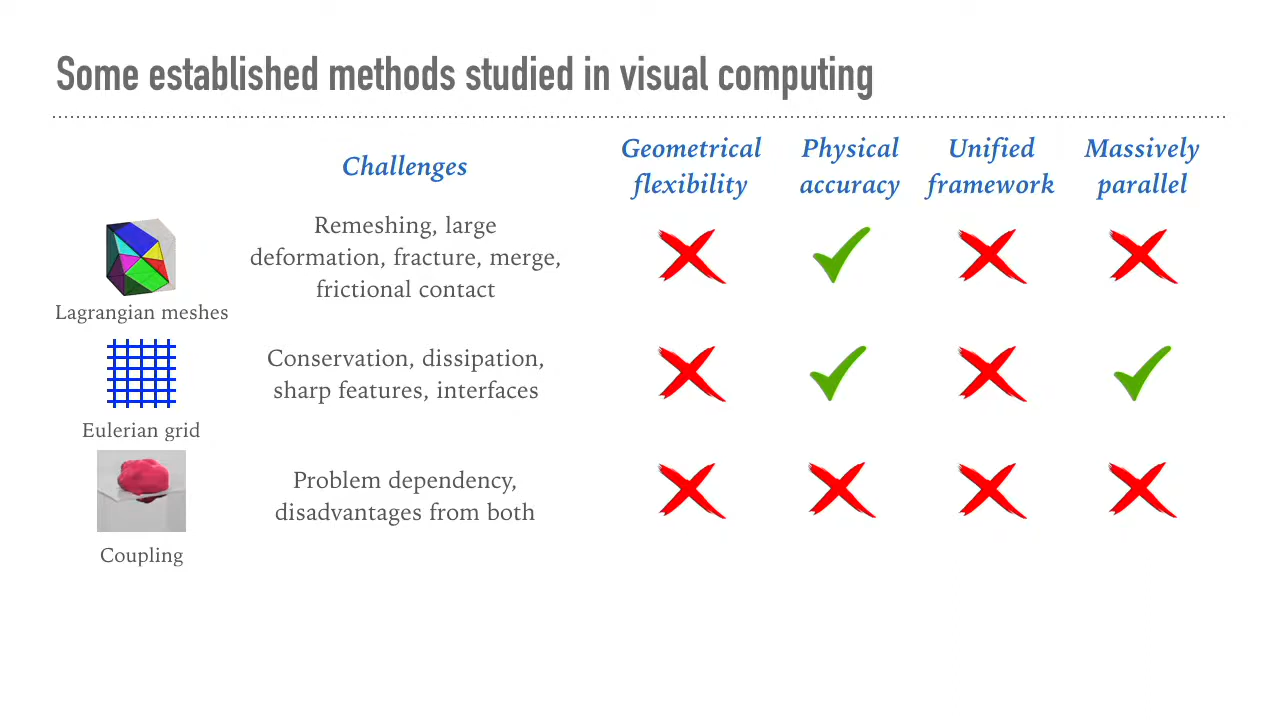 Some established methods studied in visual computing
Challenges
Geometrical
flexibility
Physical
accuracy
Unified
framework
Massively
parallel
Lagrangian meshes
Remeshing, large
deformation, fracture, merge,
frictional contact
Eulerian grid
Conservation, dissipation,
sharp features, interfaces
Coupling
Problem dependency,
disadvantages from both